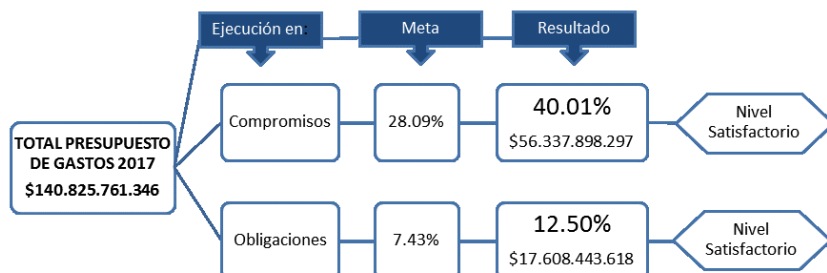 Ejecución en:
Meta
Resultado
TOTAL PRESUPUESTO
DE GASTOS 2017
$140.825.761.346
Compromisos
28.09%
40.01%
$56.337.898.297
Nivel
Satisfactorio
Obligaciones
7.43%
12.50%
$17.608.443.618
Nivel
Satisfactorio